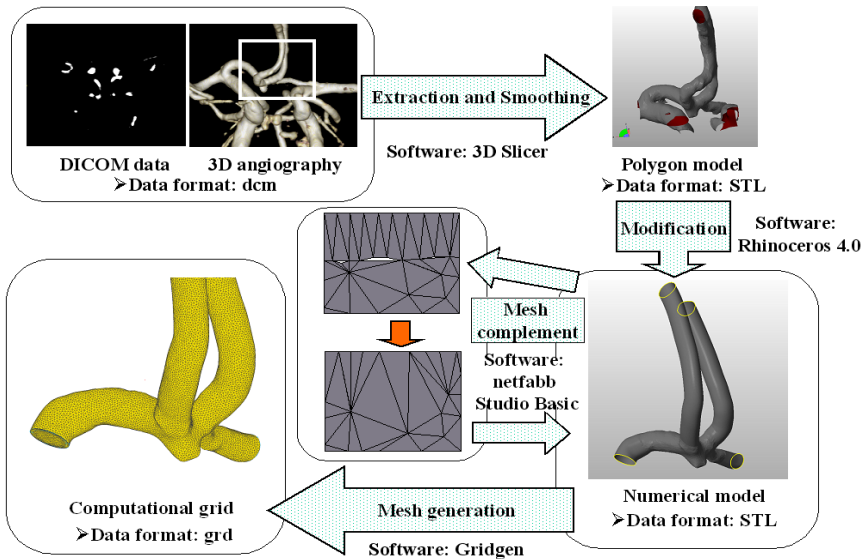 DICOM data
3D angiography
➢Data format: dcm
Extraction and Smoothing
Software: 3D Slicer
Polygon model
➢Data format: STL
Modification
Software:
Rhinoceros 4.0
Mesh
complement
Software:
netfabb
Studio Basic
Numerical model
➢Data format: STL
Mesh generation
Software: Gridgen
Computational grid
➢Data format: grd